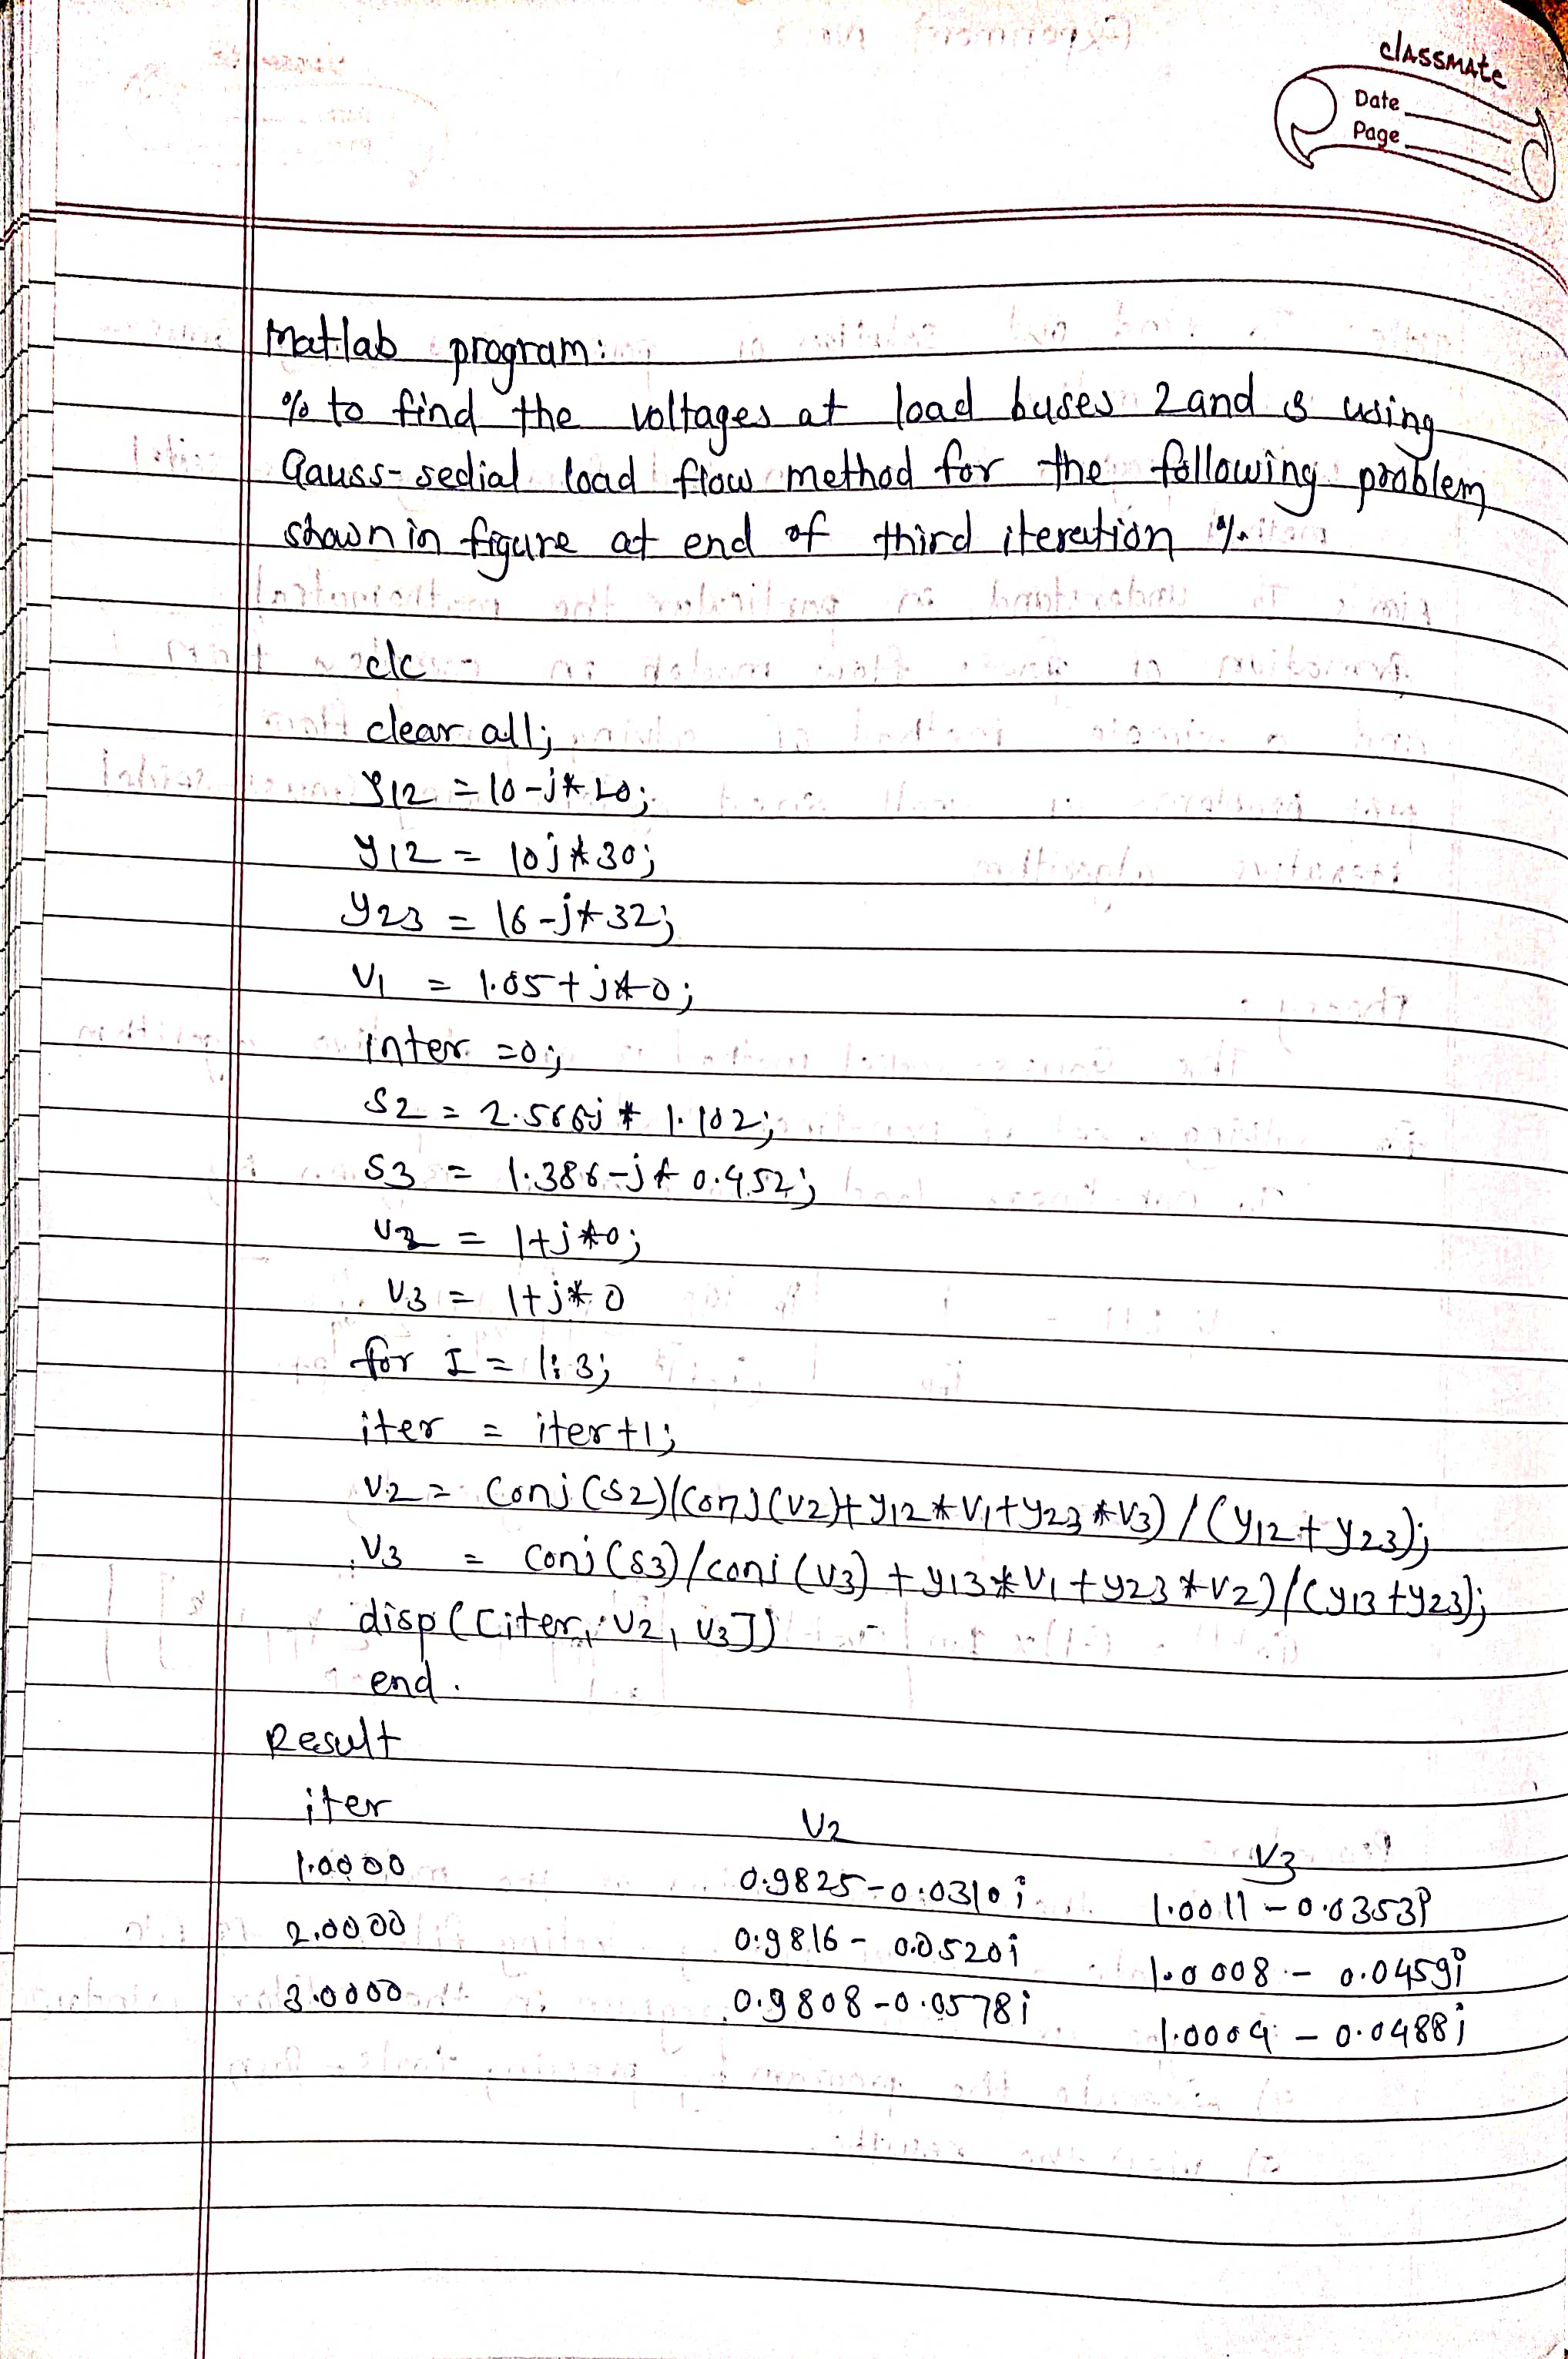 classmate
Date
Page
Matlab program:
% to find the voltages at load buses 2 and 3 using
Gauss-sedial load flow method for the following problem
shown in figure at end of third iteration %
clc
clear all;
y12 = 10-j*20;
y12 = 10j*30;
y23 = 16-j*32;
V1 = 1.05+j*0;
inter =0;
S2 = 2.566j * 1.102;
S3 = 1.386-j* 0.452;
V2 = 1+j*0;
V3 = 1+j*0
for I = 1:3;
iter = iter+1;
V2 = Conj(S2)/(Conj(V2)+y12*V1+y23*V3)/(y12+y23);
V3 = Conj(S3)/conj(V3)+y13*V1+y23*V2)/(y13+y23);
disp([iter, V2, V3])
end.
Result
iter V2 V3
1.0000 0.9825-0.0310i 1.0011-0.0353i
2.0000 0.9816-0.0520i 1.0008-0.0459i
3.0000 0.9808-0.0578i 1.0004-0.0488i